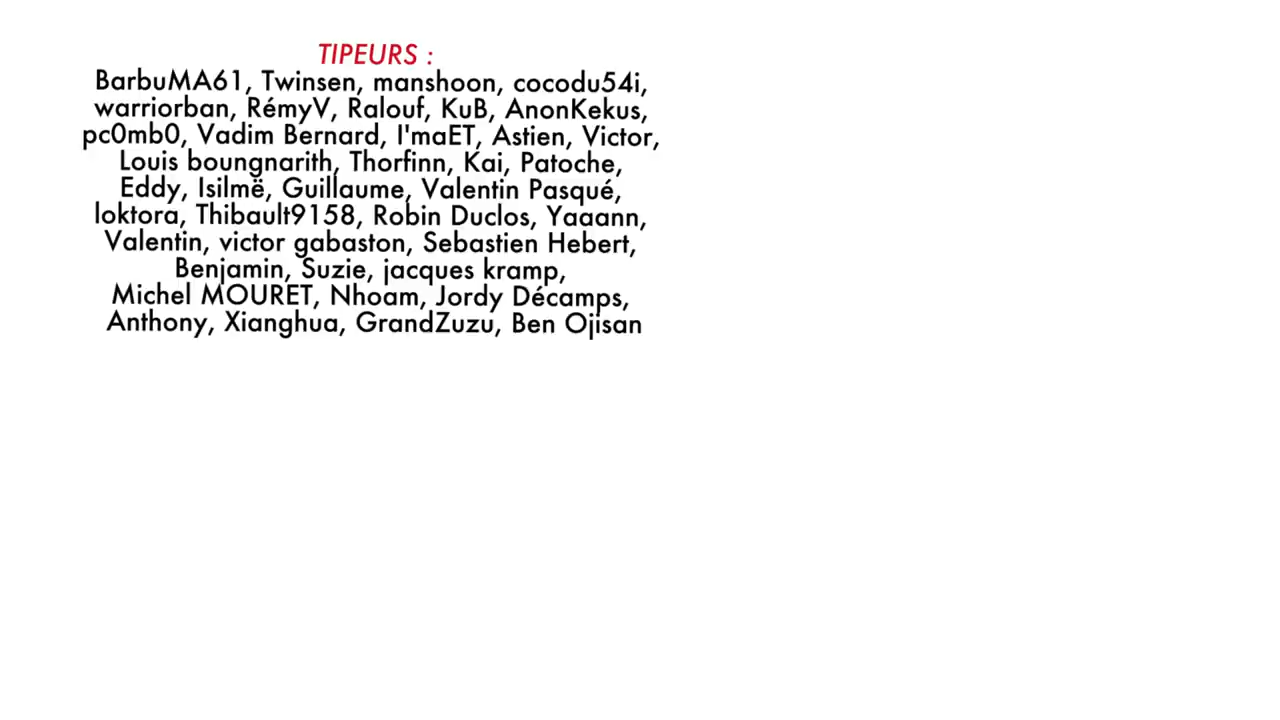 TIPEURS :
BarbuMA61, Twinsen, manshoon, cocodu54i,
warriorban, RémyV, Ralouf, KuB, AnonKekus,
pc0mb0, Vadim Bernard, I'maET, Astien, Victor,
Louis boungnarith, Thorfinn, Kai, Patoche,
Eddy, Isilmë, Guillaume, Valentin Pasqué,
loktora, Thibault9158, Robin Duclos, Yaaann,
Valentin, victor gabaston, Sebastien Hebert,
Benjamin, Suzie, jacques kramp,
Michel MOURET, Nhoam, Jordy Décamps,
Anthony, Xianghua, GrandZuzu, Ben Ojisan